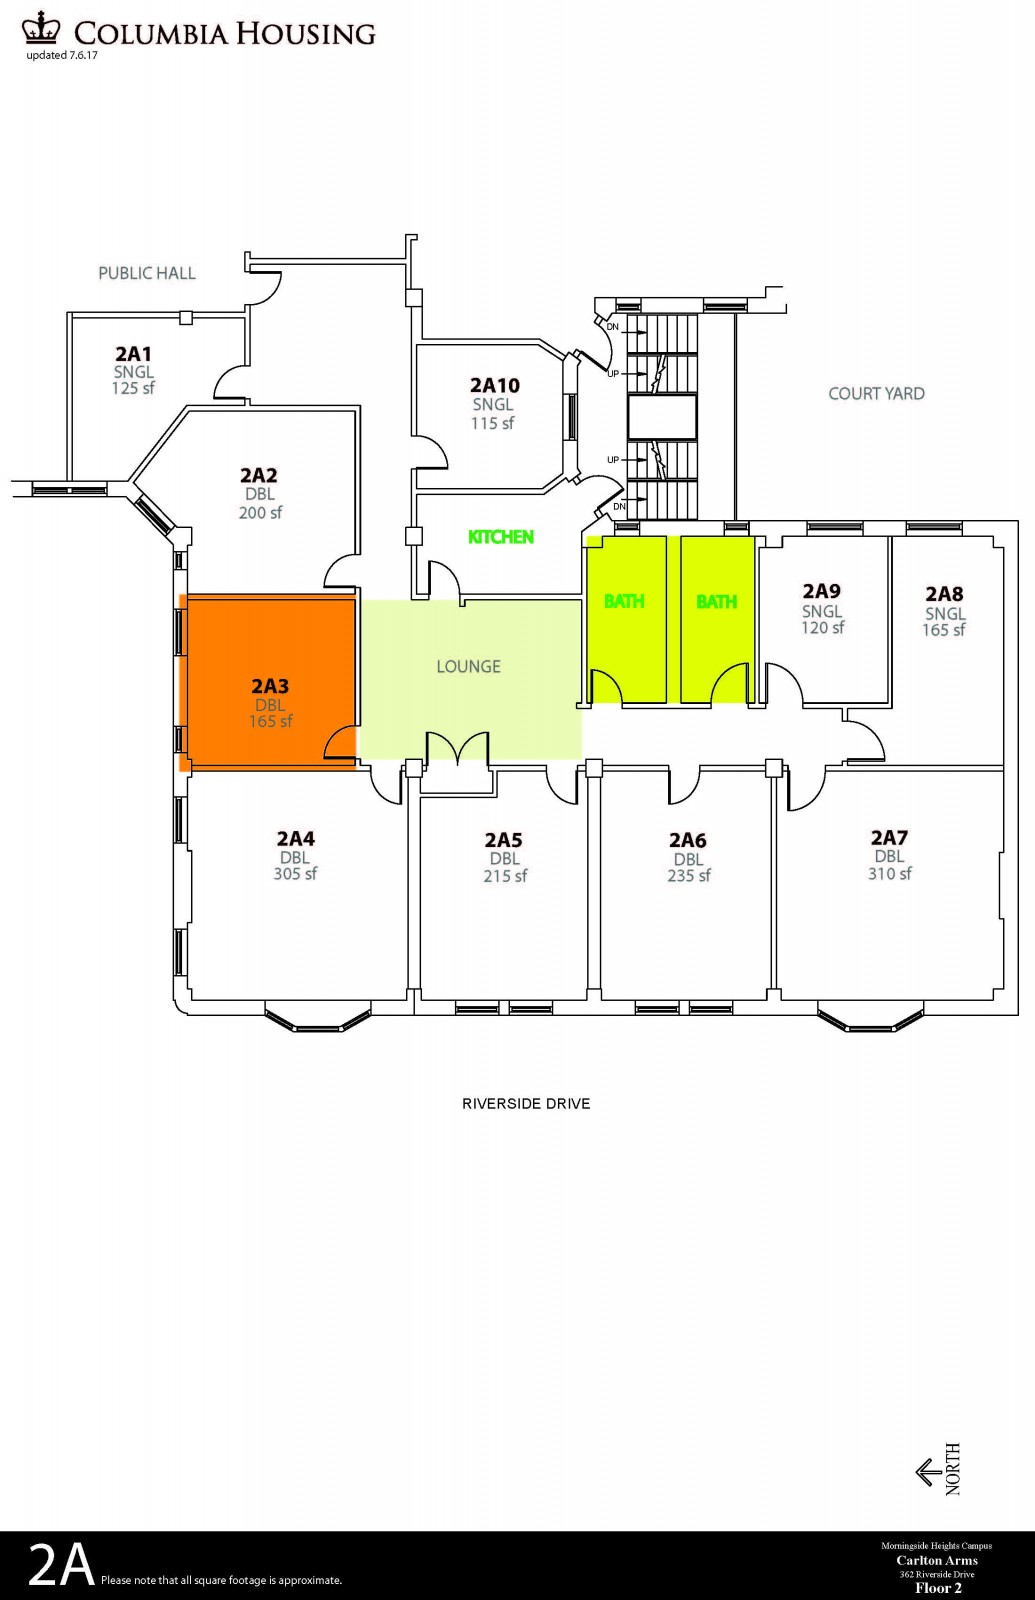 COLUMBIA HOUSING
updated 7.6.17
PUBLIC HALL
2A1
SNGL
125 sf
2A10
SNGL
115 sf
DN
UP
UP
DN
COURT YARD
2A2
DBL
200 sf
KITCHEN
BATH
BATH
2A9
SNGL
120 sf
2A8
SNGL
165 sf
2A3
DBL
165 sf
LOUNGE
2A4
DBL
305 sf
2A5
DBL
215 sf
2A6
DBL
235 sf
2A7
DBL
310 sf
RIVERSIDE DRIVE
NORTH
2A Please note that all square footage is approximate.
Morningside Heights Campus
Carlton Arms
362 Riverside Drive
Floor 2